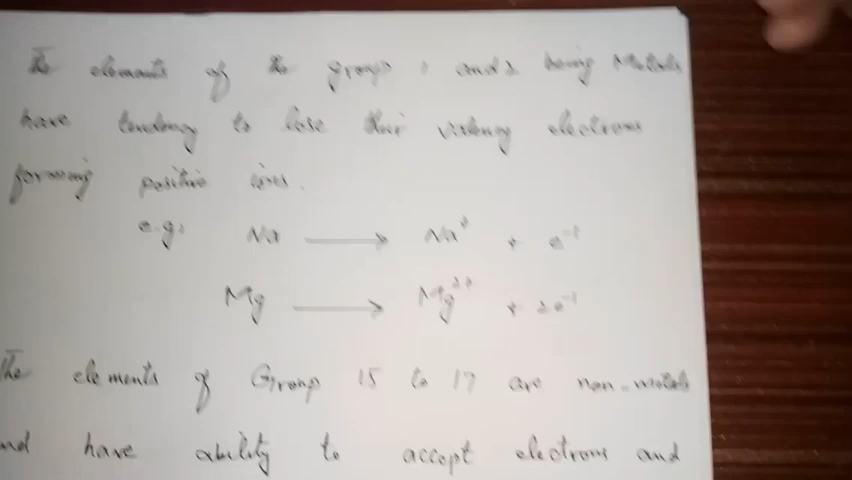 The elements of the group 1 and 2 being Metals
have tendency to lose their valency electrons
forming positive ions.
e.g: Na ⟶ Na⁺ + e⁻¹
Mg ⟶ Mg²⁺ + 2e⁻¹
The elements of Group 15 to 17 are non-metals
nd have ability to accept electrons and